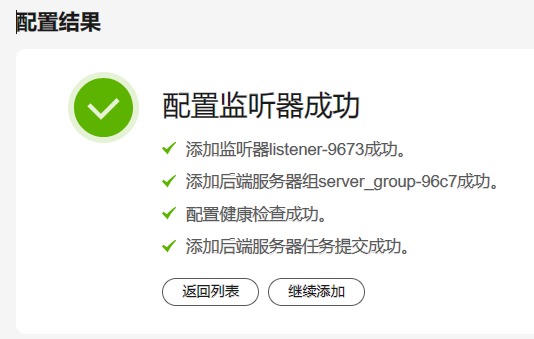 配置结果
配置监听器成功
添加监听器listener-9673成功。
添加后端服务器组server_group-96c7成功。
配置健康检查成功。
添加后端服务器任务提交成功。
返回列表 继续添加